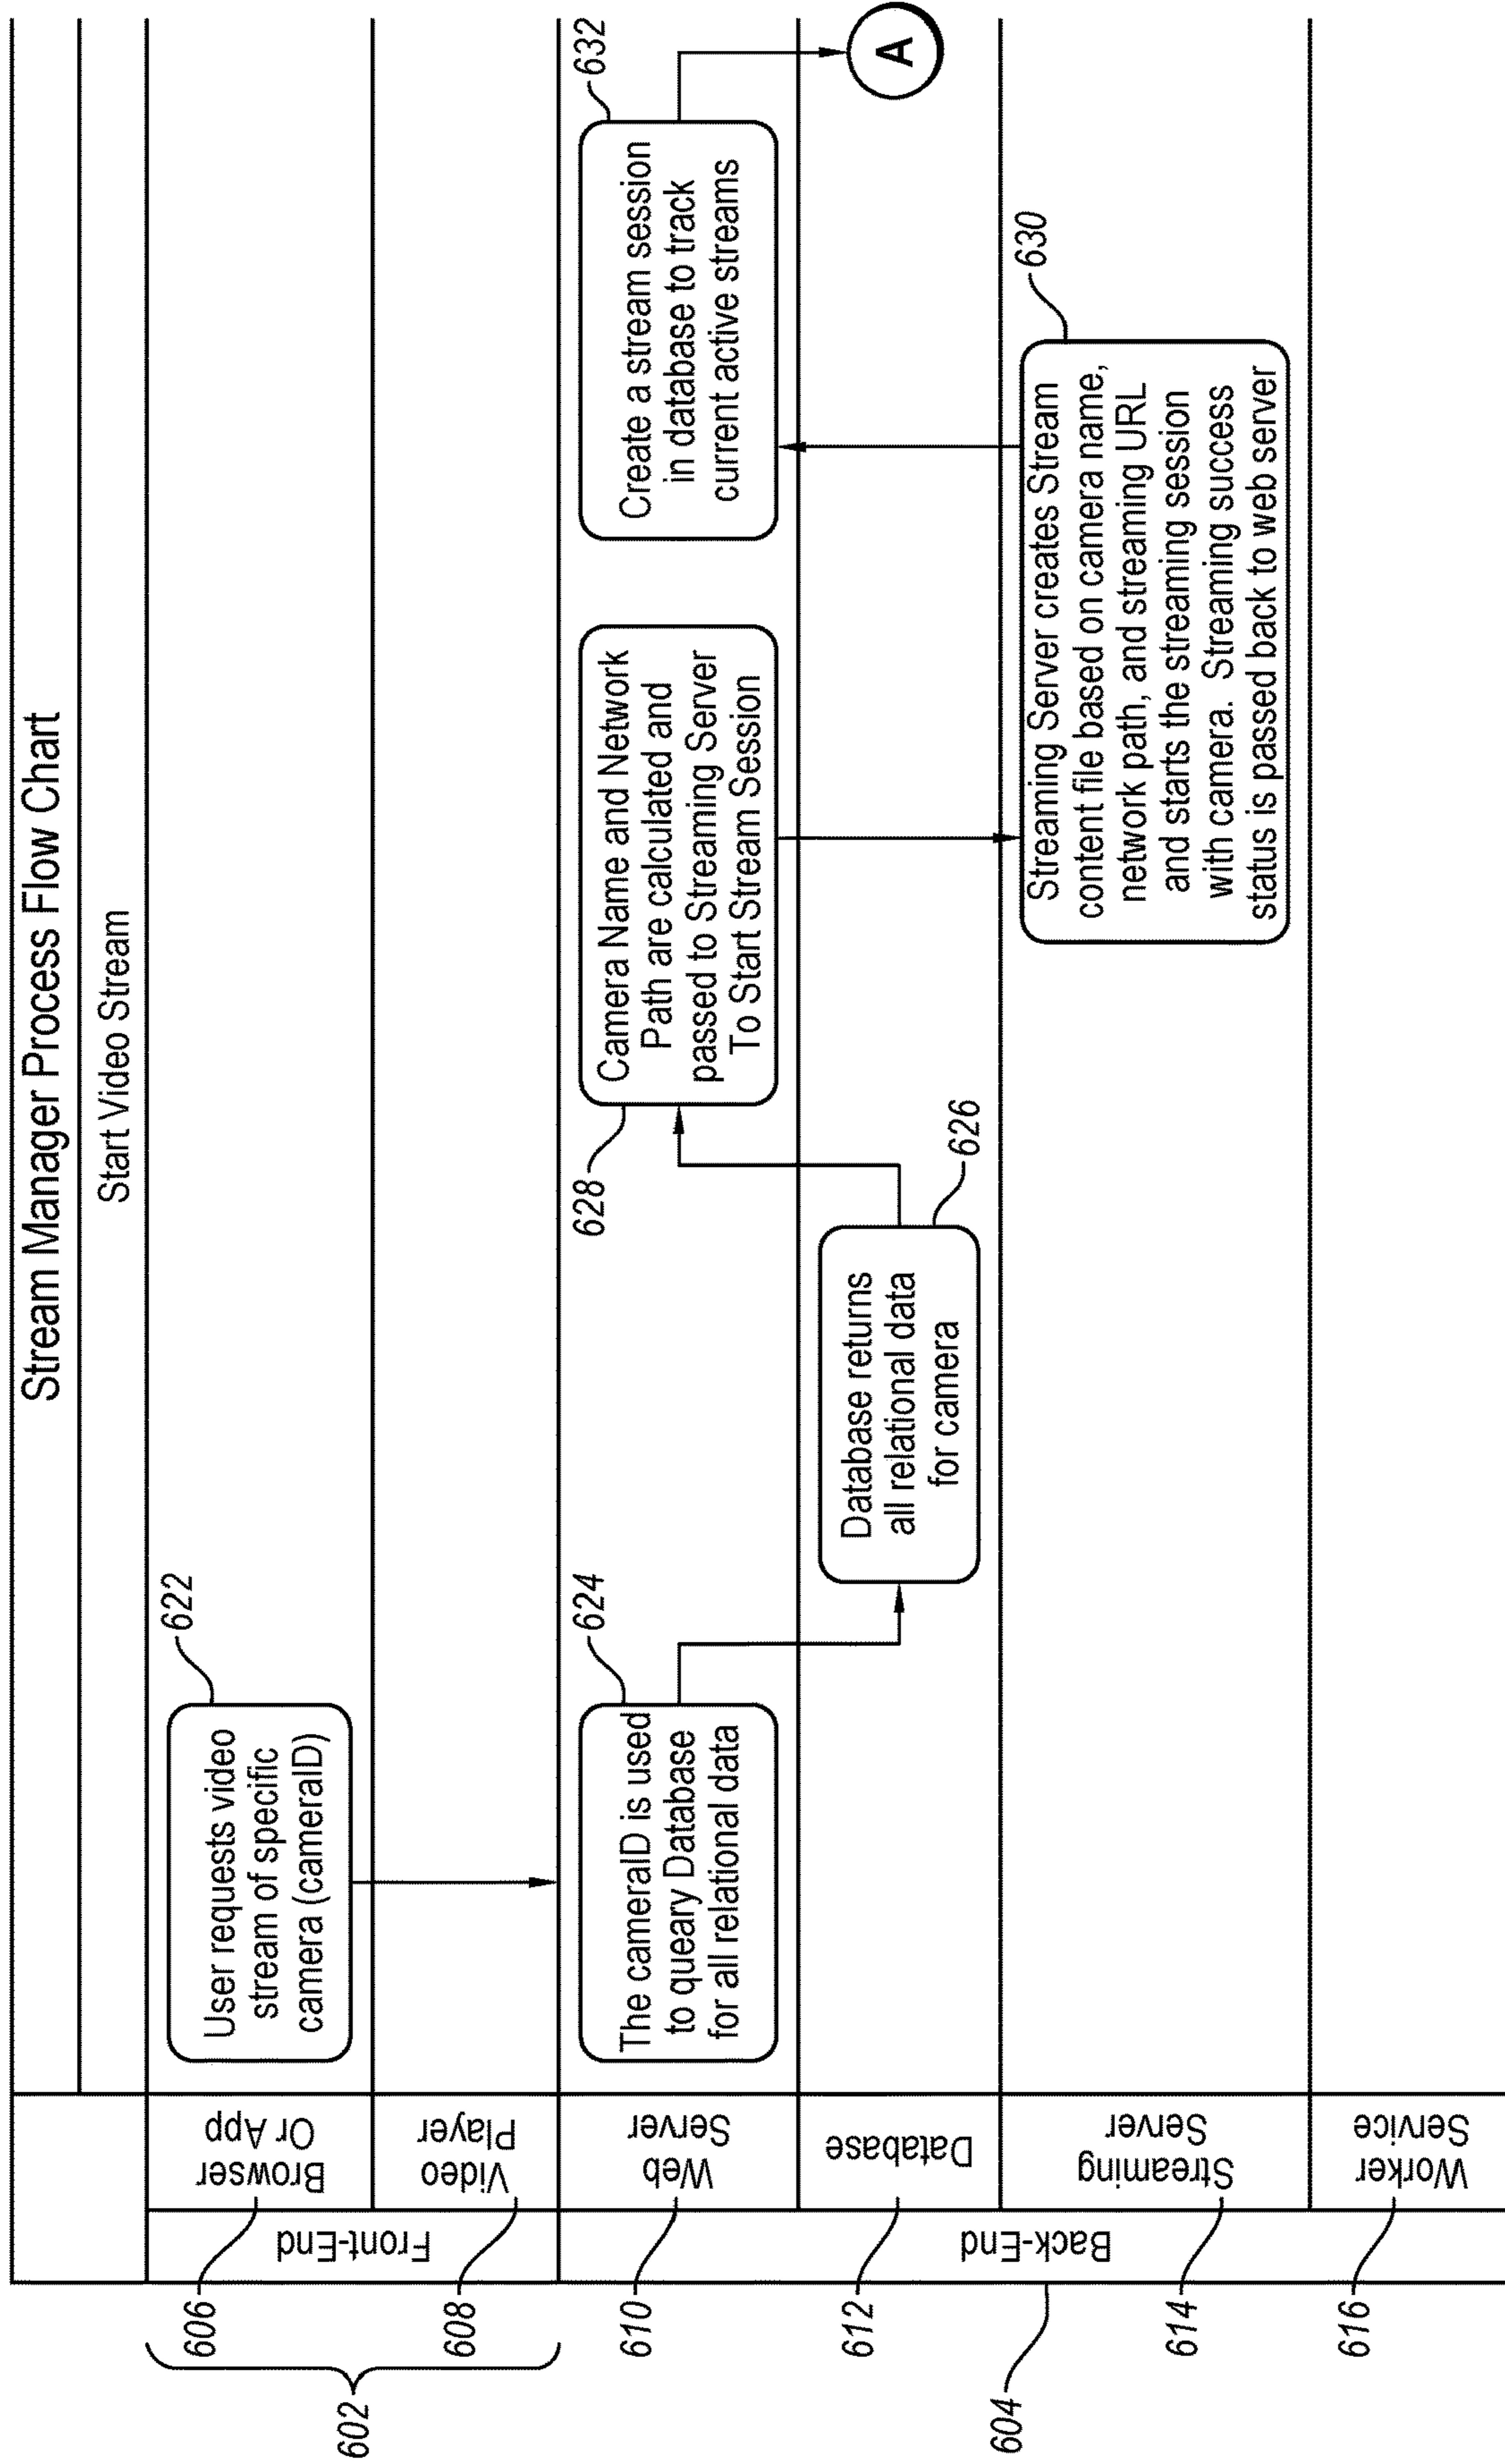 Stream Manager Process Flow Chart
Start Video Stream
602
Front-End
606
Browser
Or App
608
Video
Player
604
Back-End
610
Web
Server
612
Database
614
Streaming
Server
616
Worker
Service
622
User requests video
stream of specific
camera (cameraID)
624
The cameraID is used
to queary Database
for all relational data
626
Database returns
all relational data
for camera
628
Camera Name and Network
Path are calculated and
passed to Streaming Server
To Start Stream Session
630
Streaming Server creates Stream
content file based on camera name,
network path, and streaming URL
and starts the streaming session
with camera. Streaming success
status is passed back to web server
632
Create a stream session
in database to track
current active streams
A